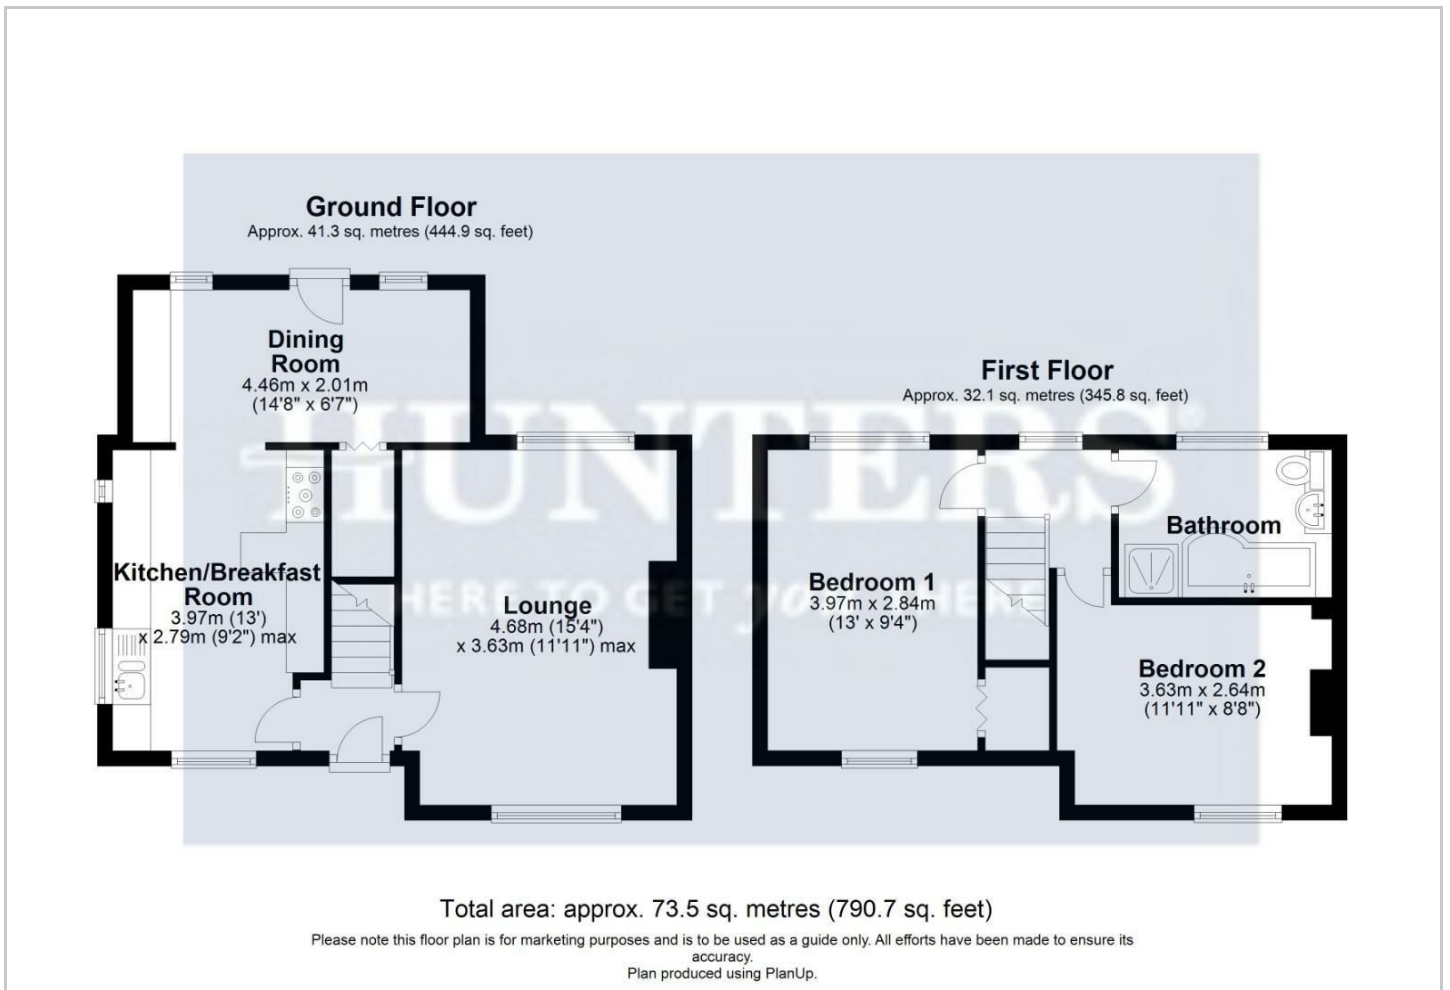 Ground Floor
Approx. 41.3 sq. metres (444.9 sq. feet)
Dining
Room
4.46m x 2.01m
(14'8" x 6'7")
Kitchen/Breakfast
Room
3.97m (13')
x 2.79m (9'2") max
Lounge
4.68m (15'4")
x 3.63m (11'11") max
First Floor
Approx. 32.1 sq. metres (345.8 sq. feet)
Bedroom 1
3.97m x 2.84m
(13' x 9'4")
Bathroom
Bedroom 2
3.63m x 2.64m
(11'11" x 8'8")
HUNTERS®
HERE TO GET you THERE
Total area: approx. 73.5 sq. metres (790.7 sq. feet)
Please note this floor plan is for marketing purposes and is to be used as a guide only. All efforts have been made to ensure its
accuracy.
Plan produced using PlanUp.